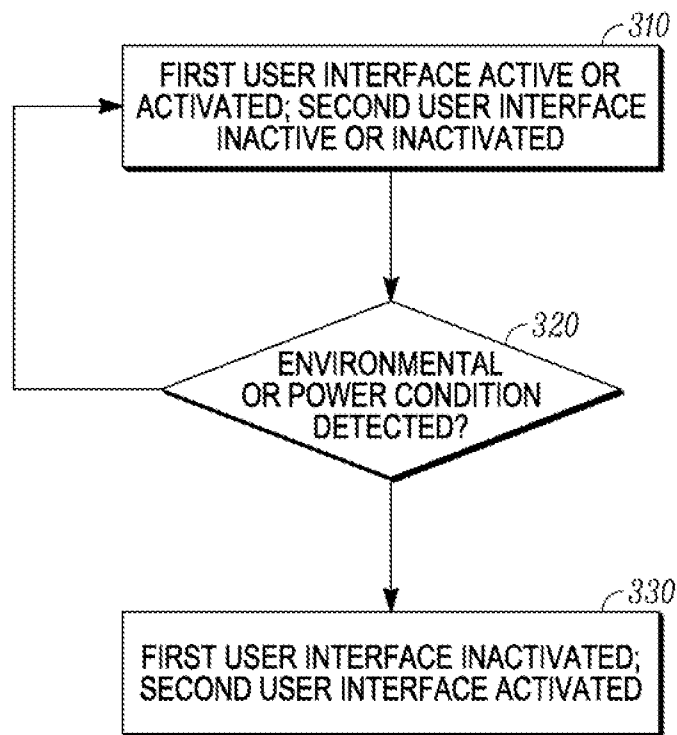 310
FIRST USER INTERFACE ACTIVE OR
ACTIVATED; SECOND USER INTERFACE
INACTIVE OR INACTIVATED
320
ENVIRONMENTAL
OR POWER CONDITION
DETECTED?
330
FIRST USER INTERFACE INACTIVATED;
SECOND USER INTERFACE ACTIVATED